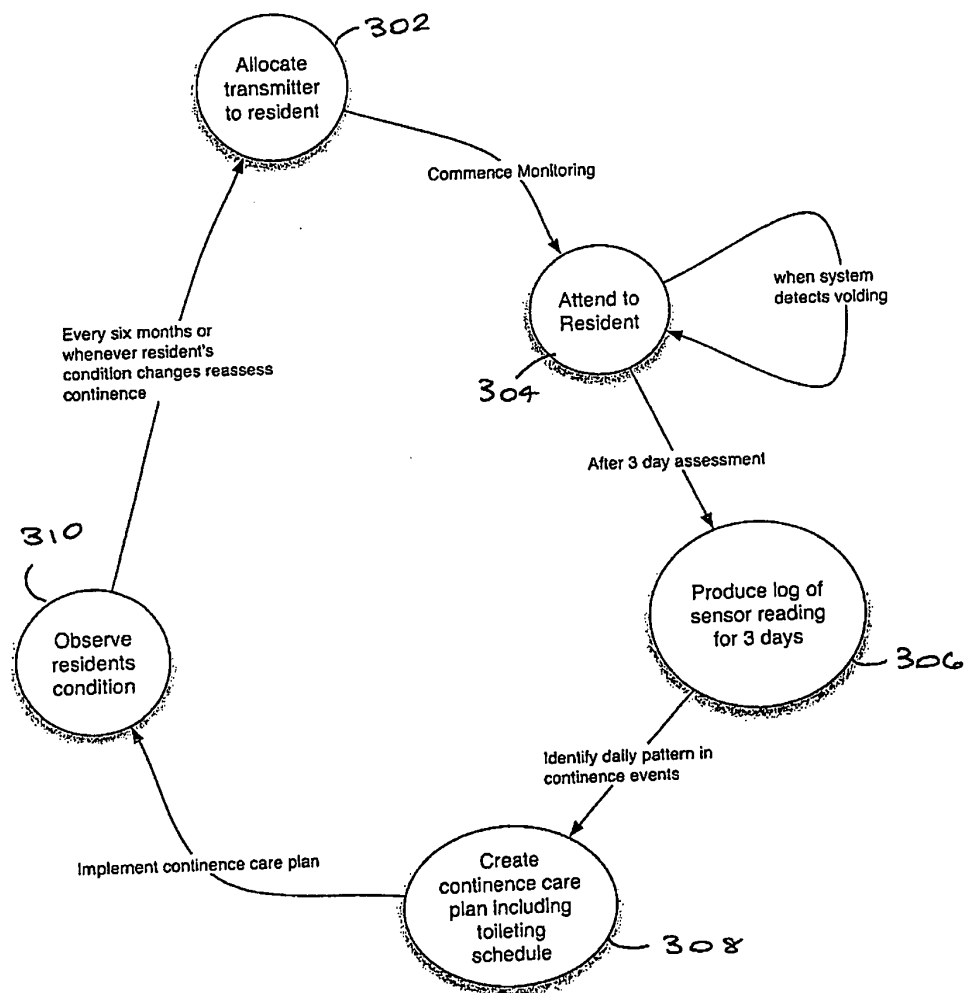 302
Allocate
transmitter
to resident
Commence Monitoring
Attend to
Resident
304
when system
detects voiding
After 3 day assessment
Produce log of
sensor reading
for 3 days
306
Identify daily pattern in
continence events
Create
continence care
plan including
toileting
schedule
308
Implement continence care plan
Observe
residents
condition
310
Every six months or
whenever resident's
condition changes reassess
continence